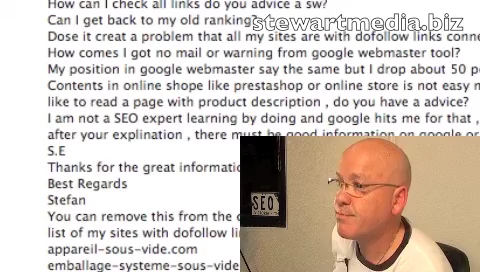 How can I check all links do you advice a sw?
Can I get back to my old ranking
stewartmedia.biz
Dose it creat a problem that all my sites are with dofollow links
How comes I got no mail or warning from google webmaster tool?
My position in google webmaster say the same but I drop about 50
Contents in online shope like prestashop or online store is not easy
like to read a page with product description , do you have a advice?
I am not a SEO expert learning by doing and google hits me for that ,
after your explination , there must be good information on google or
S.E
Thanks for the great
Best Regards
Stefan
You can remove this from the
list of my sites with dofollow
appareil-sous-vide.com
emballage-systeme-sous-vide
SEO